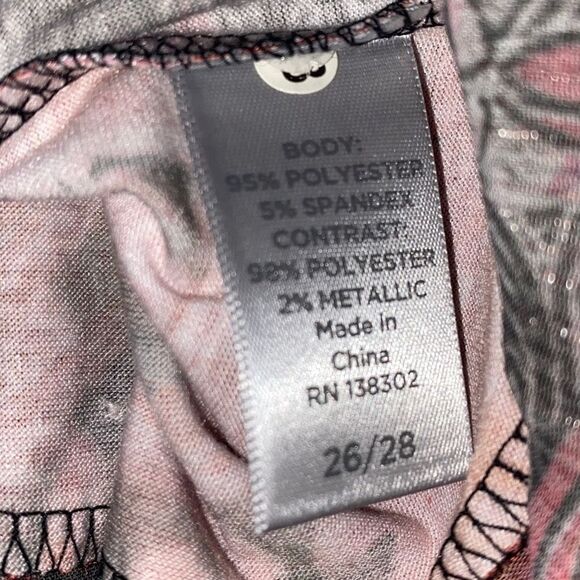 BODY:
95% POLYESTER
5% SPANDEX
CONTRAST:
98% POLYESTER
2% METALLIC
Made in
China
RN 138302
26/28